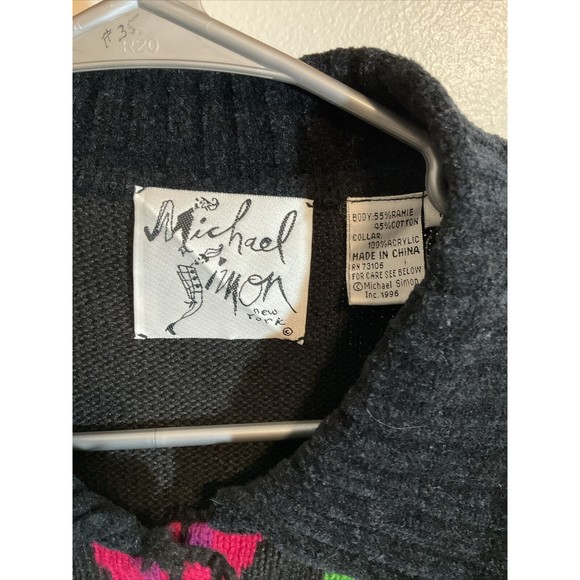 #35.
R20
Michael
Simon
new
york ©
BODY: 55% RAMIE
45% COTTON
COLLAR:
100% ACRYLIC
MADE IN CHINA
RN 73106
FOR CARE SEE BELOW
© Michael Simon
Inc. 1996